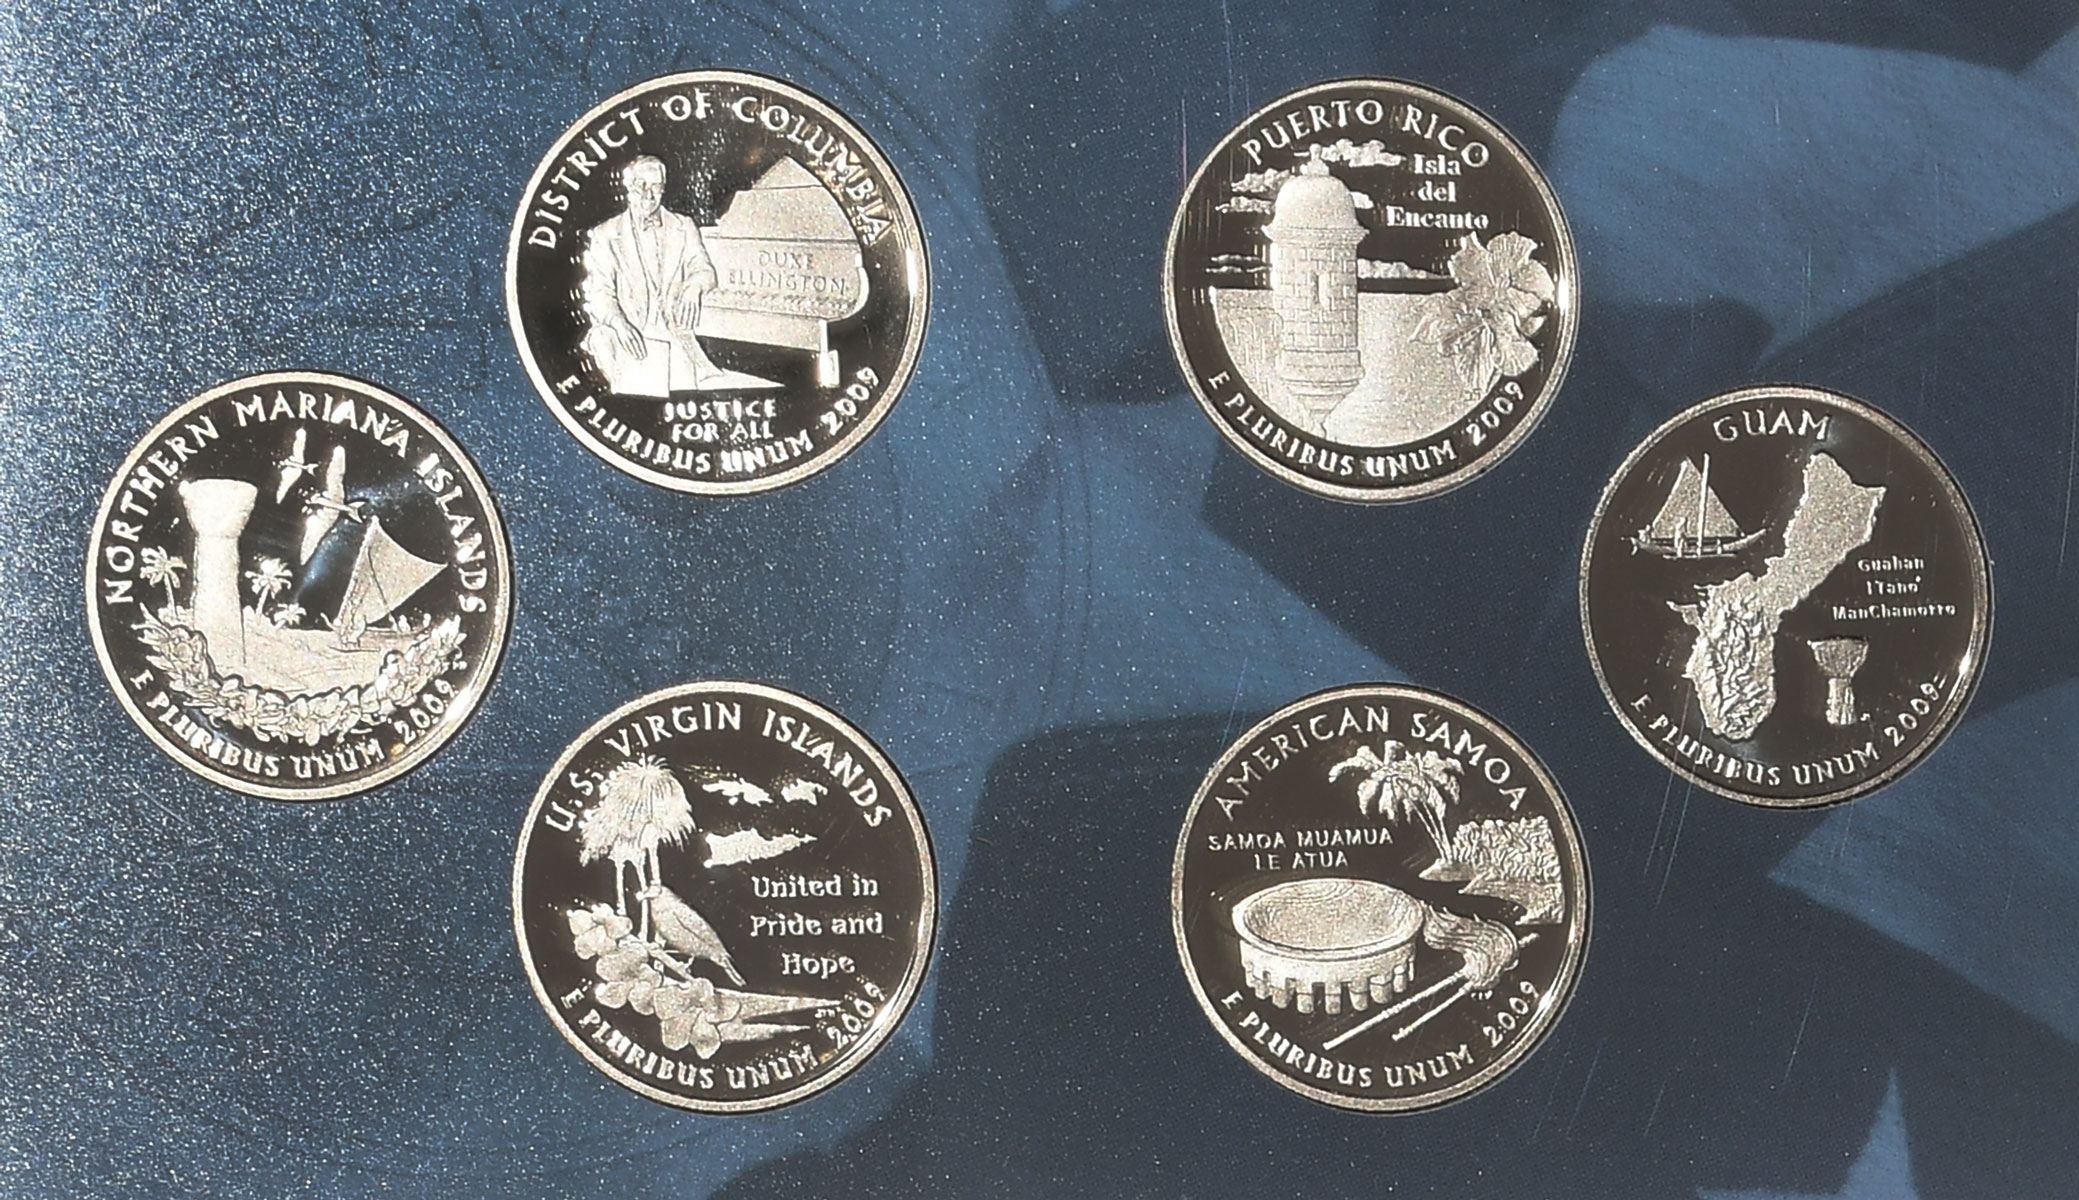 DISTRICT OF COLUMBIA
DUKE
ELLINGTON
JUSTICE
FOR ALL
E PLURIBUS UNUM 2009
PUERTO RICO
Isla
del
Encanto
E PLURIBUS UNUM 2009
NORTHERN MARIANA ISLANDS
E PLURIBUS UNUM 2009
GUAM
Guahan
I Tano'
ManChamorro
E PLURIBUS UNUM 2009
U.S. VIRGIN ISLANDS
United in
Pride and
Hope
E PLURIBUS UNUM 2009
AMERICAN SAMOA
SAMOA MUAMUA
LE ATUA
E PLURIBUS UNUM 2009